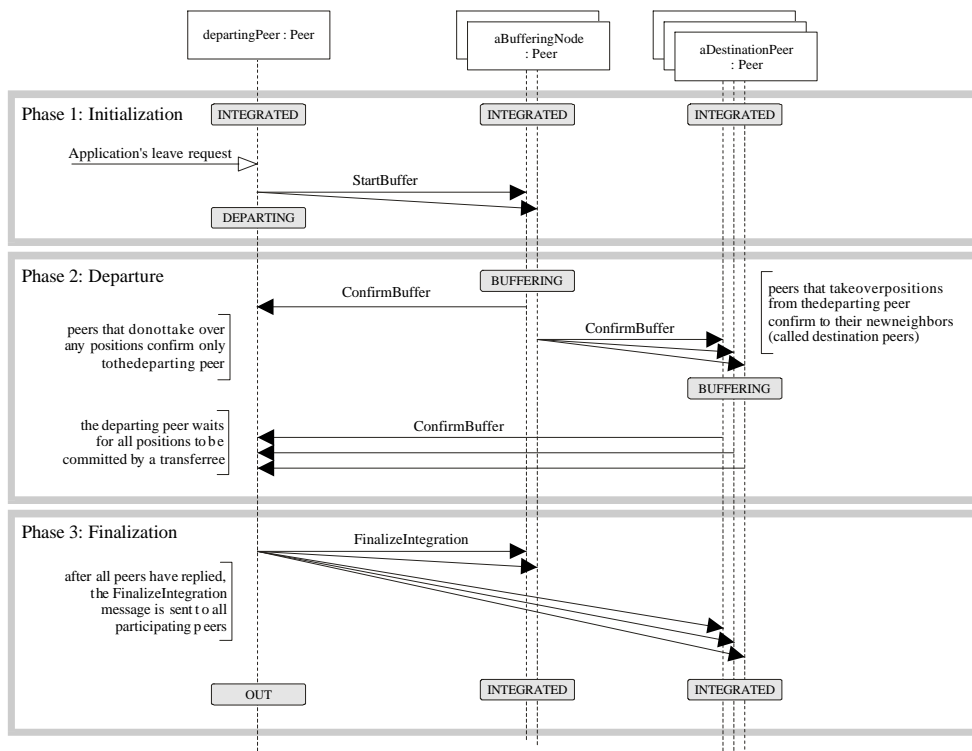 departingPeer : Peer
aBufferingNode
: Peer
aDestinationPeer
: Peer
Phase 1: Initialization
INTEGRATED
INTEGRATED
INTEGRATED
Application's leave request
StartBuffer
DEPARTING
Phase 2: Departure
BUFFERING
ConfirmBuffer
peers that takeoverpositions
from thedeparting peer
confirm to their newneighbors
(called destination peers)
peers that donottake over
any positions confirm only
tothedeparting peer
ConfirmBuffer
BUFFERING
the departing peer waits
for all positions to be
committed by a transferree
ConfirmBuffer
Phase 3: Finalization
FinalizeIntegration
after all peers have replied,
the FinalizeIntegration
message is sent to all
participating peers
OUT
INTEGRATED
INTEGRATED